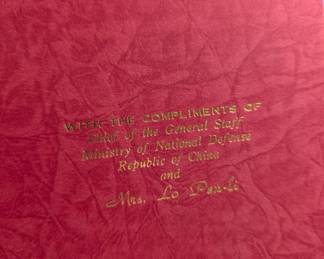 WITH THE COMPLIMENTS OF
Chief of the General Staff
Ministry of National Defense
Republic of China
and
Mrs. Lo Pen-li